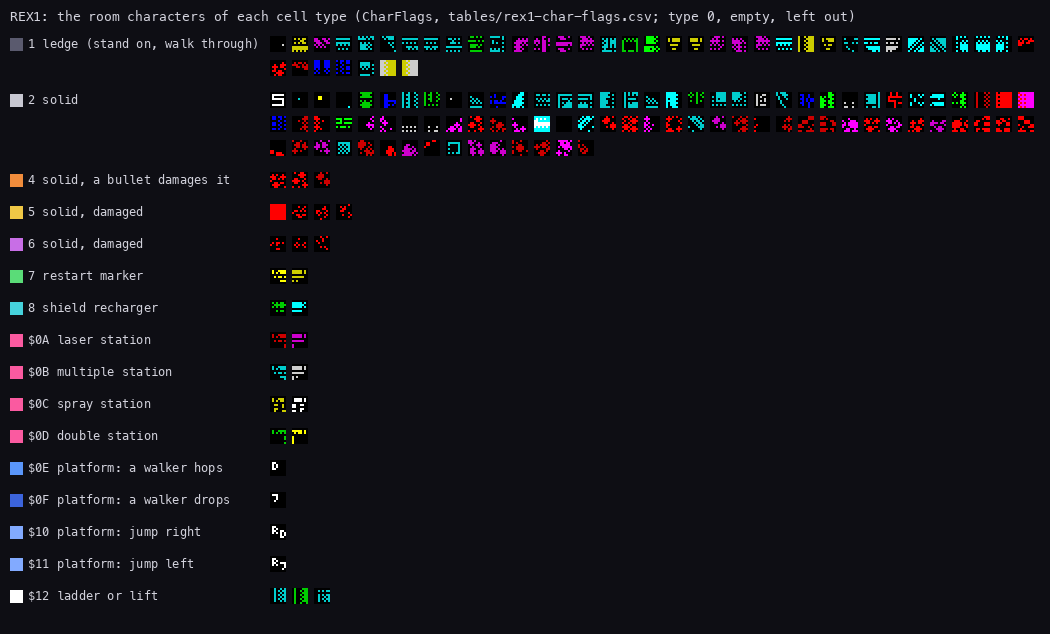 REX1: the room characters of each cell type (CharFlags, tables/rex1-char-flags.csv; type 0, empty, left out)
1 ledge (stand on, walk through)
2 solid
4 solid, a bullet damages it
5 solid, damaged
6 solid, damaged
7 restart marker
8 shield recharger
$0A laser station
$0B multiple station
$0C spray station
$0D double station
$0E platform: a walker hops
$0F platform: a walker drops
$10 platform: jump right
$11 platform: jump left
$12 ladder or lift